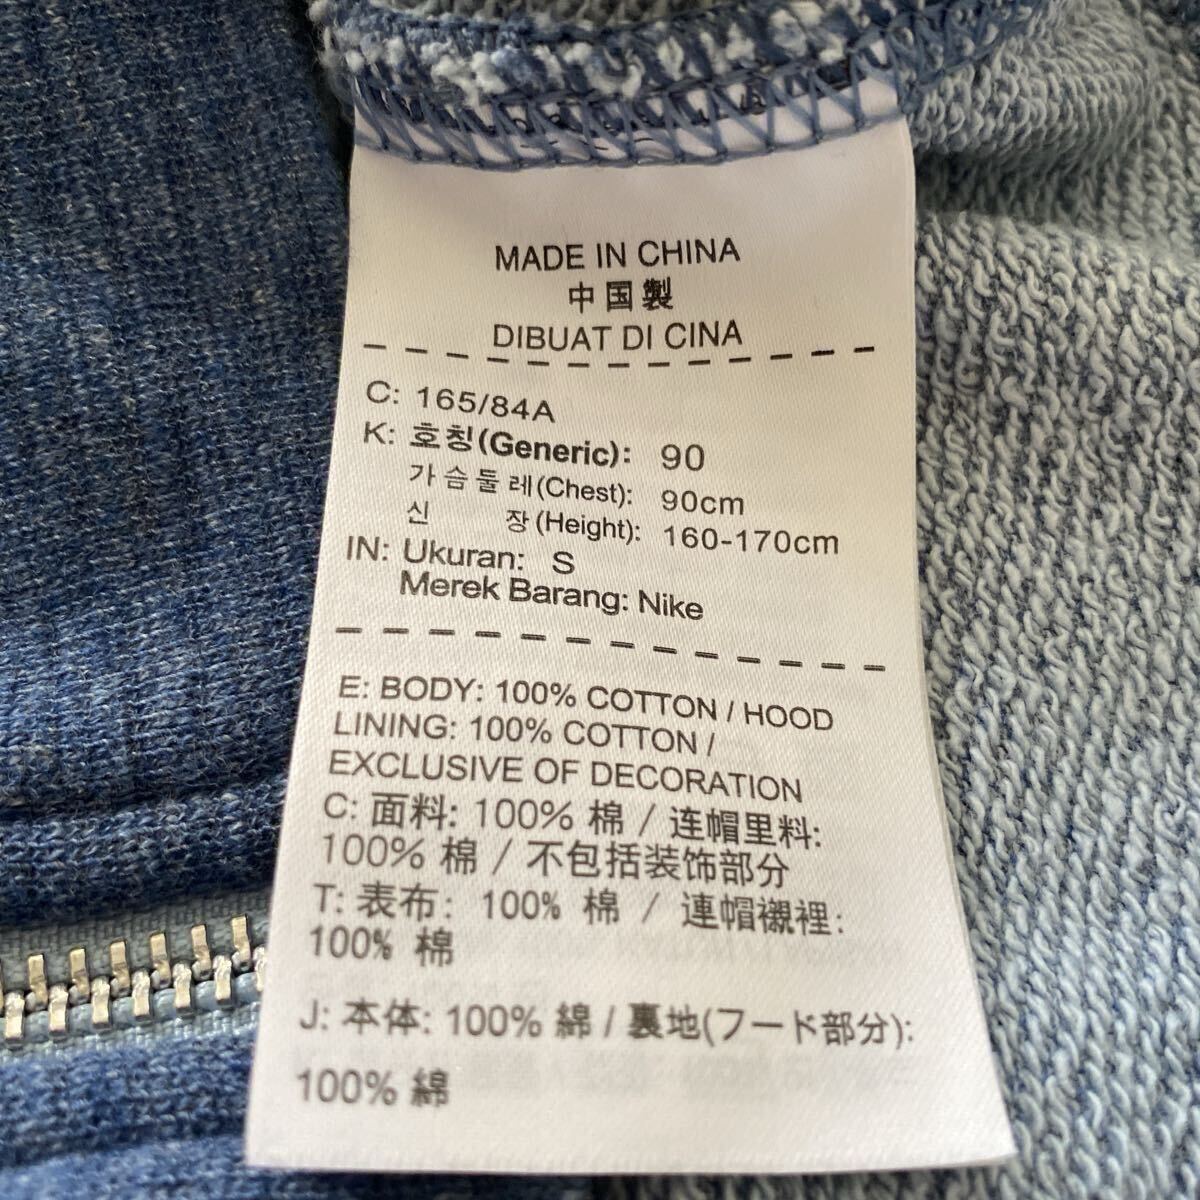 MADE IN CHINA
中国製
DIBUAT DI CINA
C: 165/84A
K: 호칭(Generic): 90
가슴둘레(Chest): 90cm
신 장(Height): 160-170cm
IN: Ukuran: S
Merek Barang: Nike
E: BODY: 100% COTTON / HOOD
LINING: 100% COTTON /
EXCLUSIVE OF DECORATION
C: 面料: 100% 棉 / 连帽里料:
100% 棉 / 不包括装饰部分
T: 表布: 100% 棉 / 連帽襯裡:
100% 棉
J: 本体: 100% 綿 / 裏地(フード部分):
100% 綿